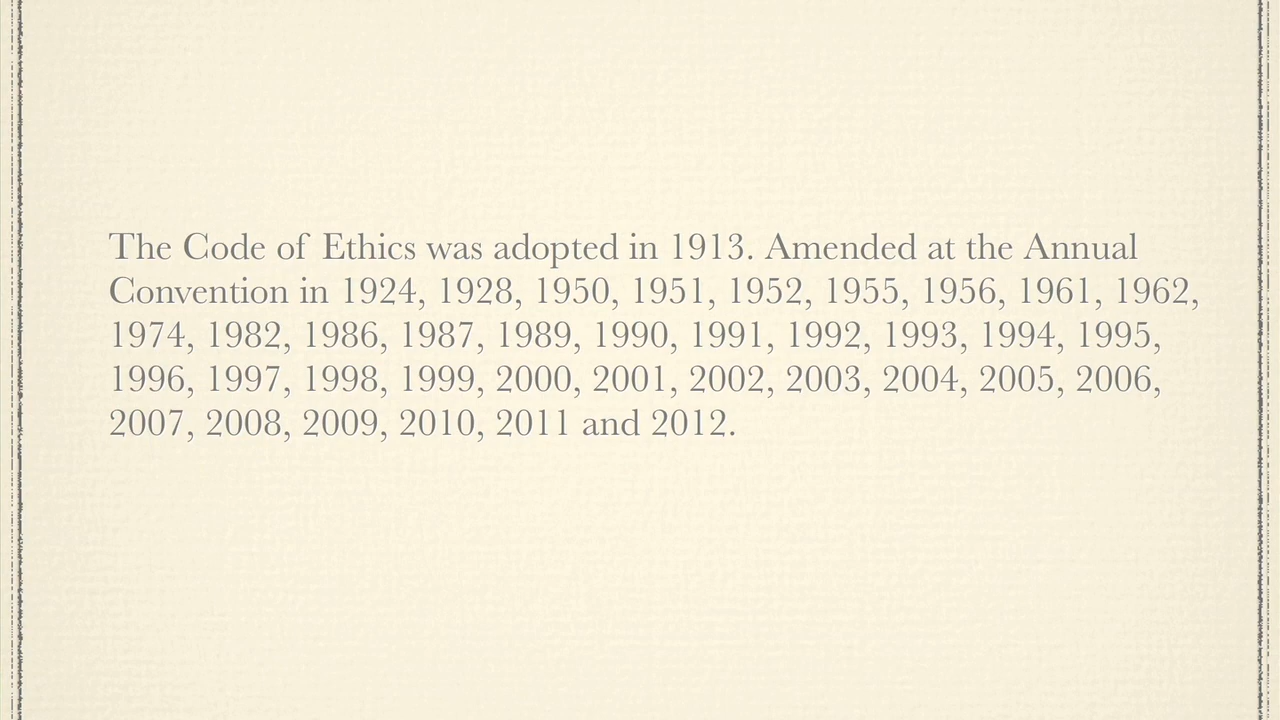 The Code of Ethics was adopted in 1913. Amended at the Annual
Convention in 1924, 1928, 1950, 1951, 1952, 1955, 1956, 1961, 1962,
1974, 1982, 1986, 1987, 1989, 1990, 1991, 1992, 1993, 1994, 1995,
1996, 1997, 1998, 1999, 2000, 2001, 2002, 2003, 2004, 2005, 2006,
2007, 2008, 2009, 2010, 2011 and 2012.